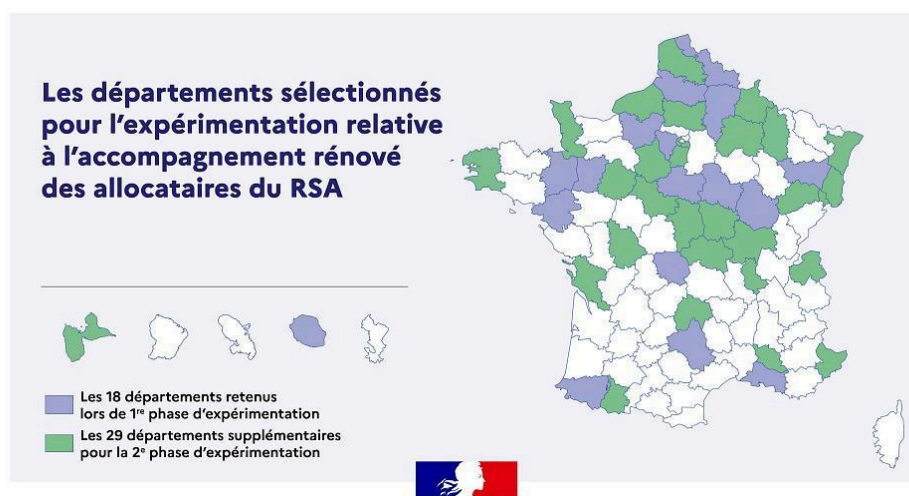 Les départements sélectionnés
pour l’expérimentation relative
à l’accompagnement rénové
des allocataires du RSA
Les 18 départements retenus
lors de 1re phase d’expérimentation
Les 29 départements supplémentaires
pour la 2e phase d’expérimentation